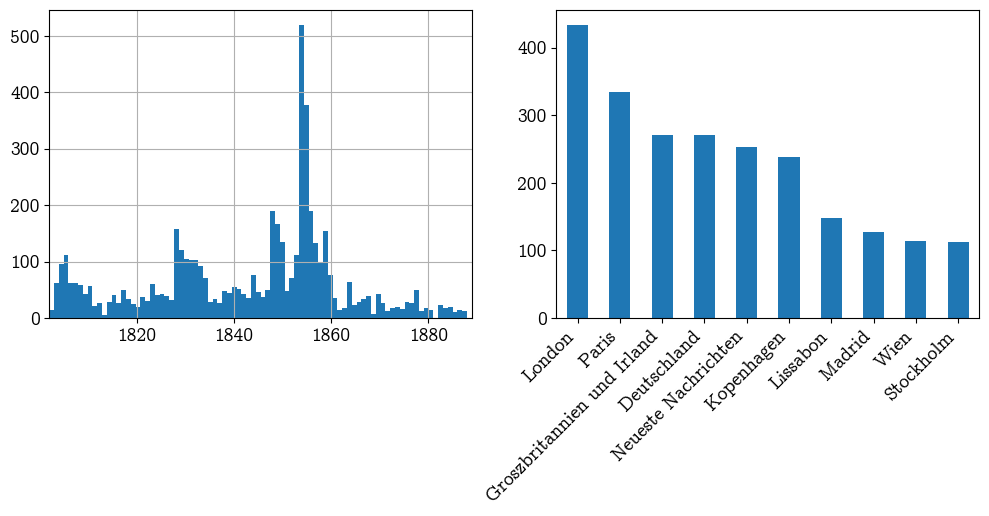 500
400
300
200
100
0
1820 1840 1860 1880
400
300
200
100
0
London
Paris
Groszbritannien und Irland
Deutschland
Neueste Nachrichten
Kopenhagen
Lissabon
Madrid
Wien
Stockholm